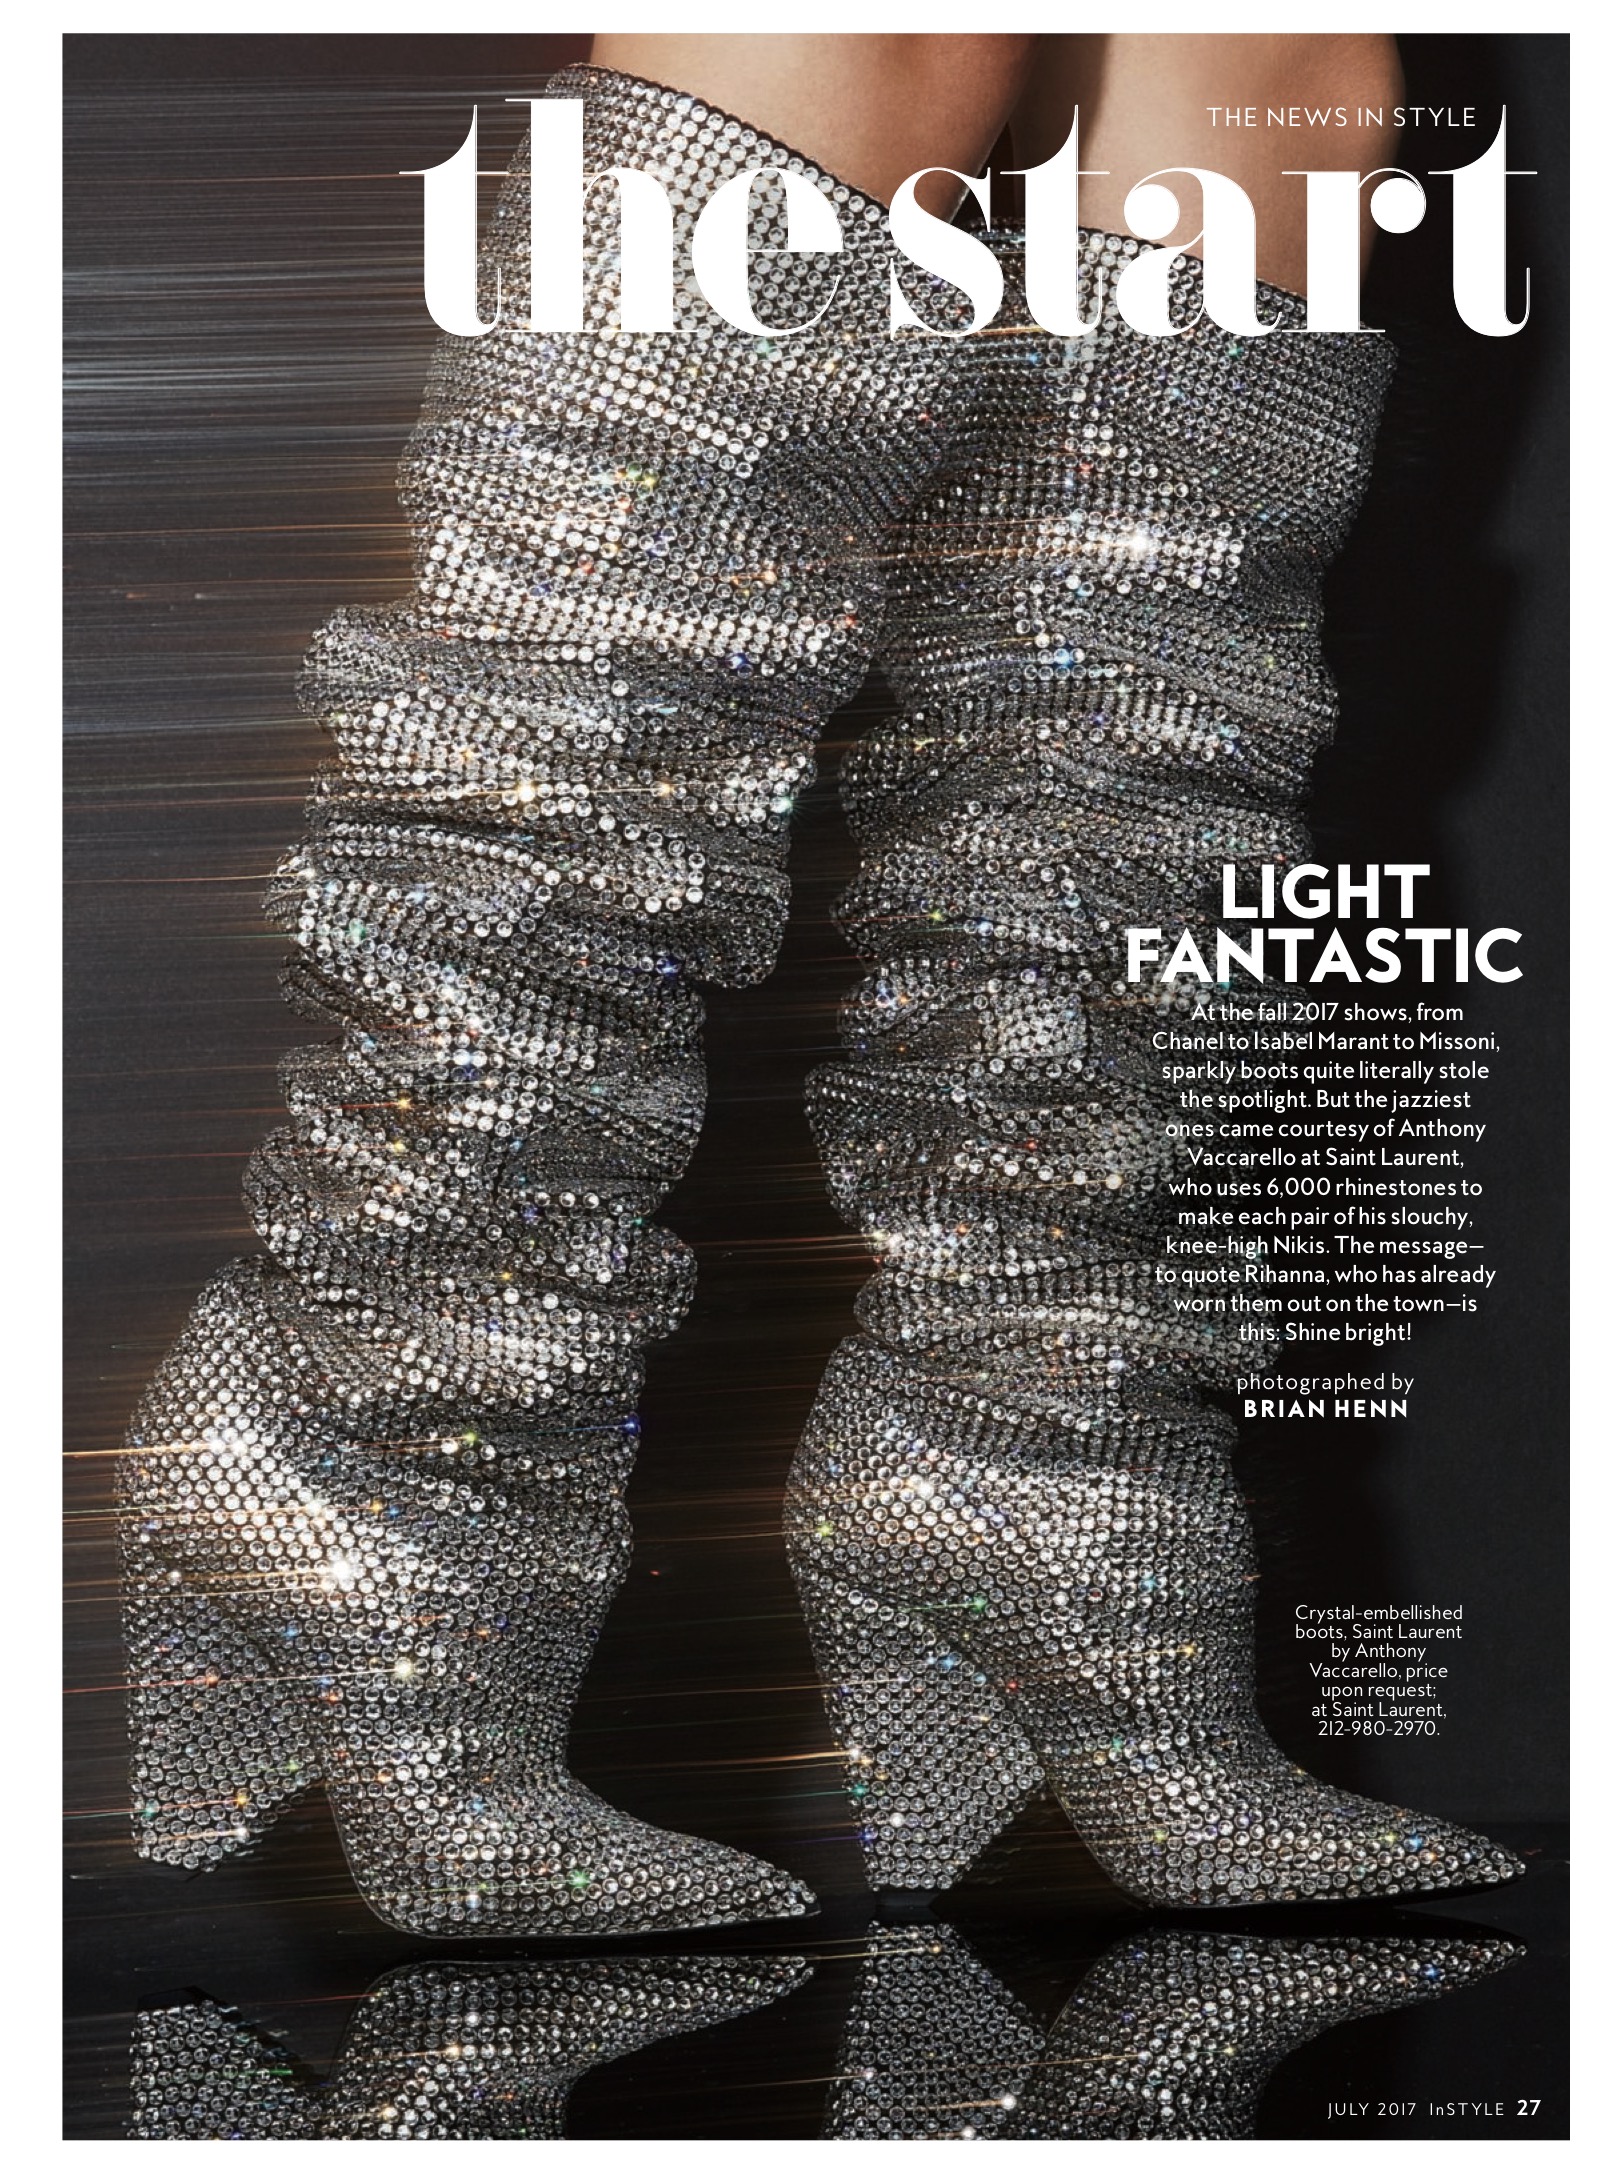 THE NEWS IN STYLE
the start
LIGHT
FANTASTIC
At the fall 2017 shows, from
Chanel to Isabel Marant to Missoni,
sparkly boots quite literally stole
the spotlight. But the jazziest
ones came courtesy of Anthony
Vaccarello at Saint Laurent,
who uses 6,000 rhinestones to
make each pair of his slouchy,
knee-high Nikis. The message—
to quote Rihanna, who has already
worn them out on the town—is
this: Shine bright!
photographed by
BRIAN HENN
Crystal-embellished
boots, Saint Laurent
by Anthony
Vaccarello, price
upon request;
at Saint Laurent,
212-980-2970.
JULY 2017 InSTYLE 27